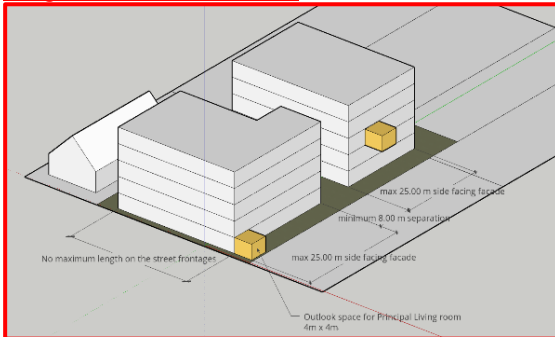 max 25.00 m side facing facade
minimum 8.00 m separation
No maximum length on the street frontages
max 25.00 m side facing facade
Outlook space for Principal Living room
4m x 4m